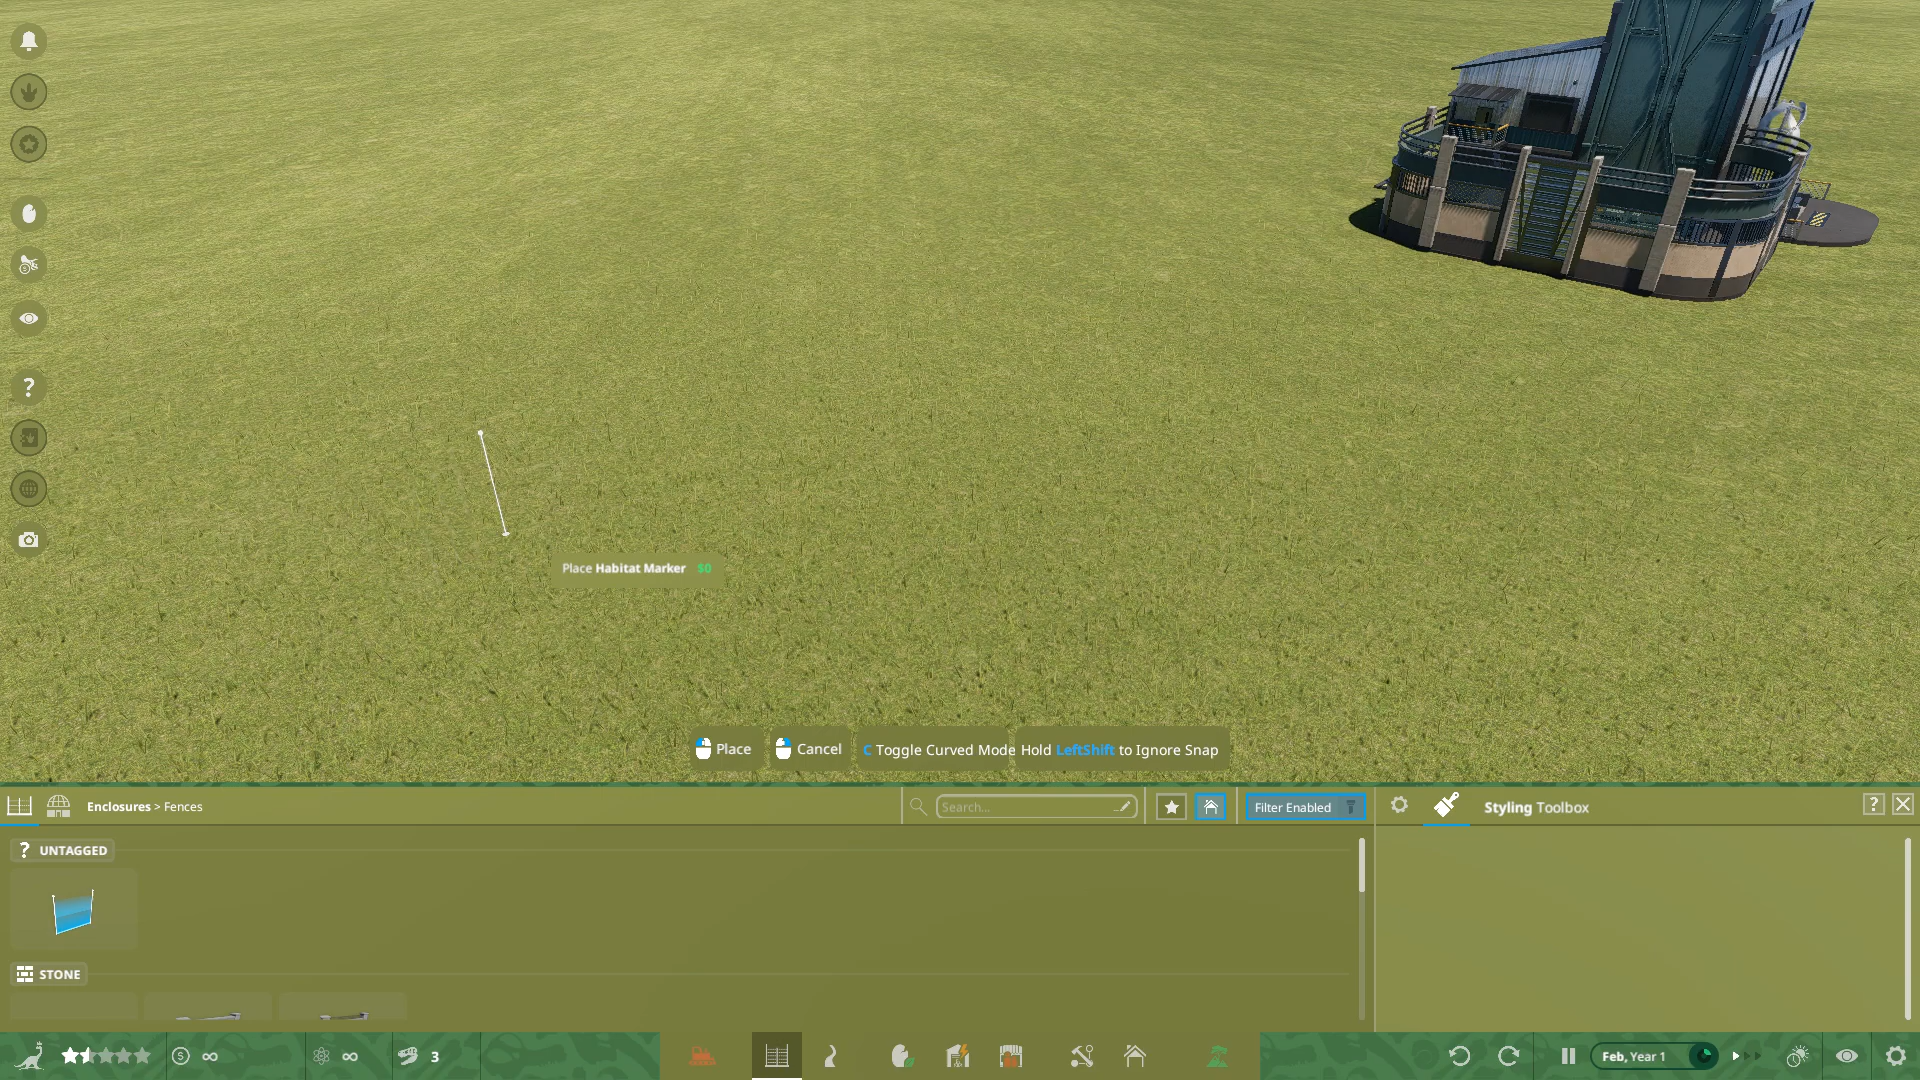 Place Habitat Marker $0
Place
Cancel
C Toggle Curved Mode
Hold LeftShift to Ignore Snap
Enclosures > Fences
Search...
Filter Enabled
Styling Toolbox
?
? UNTAGGED
STONE
∞
∞
3
Feb, Year 1